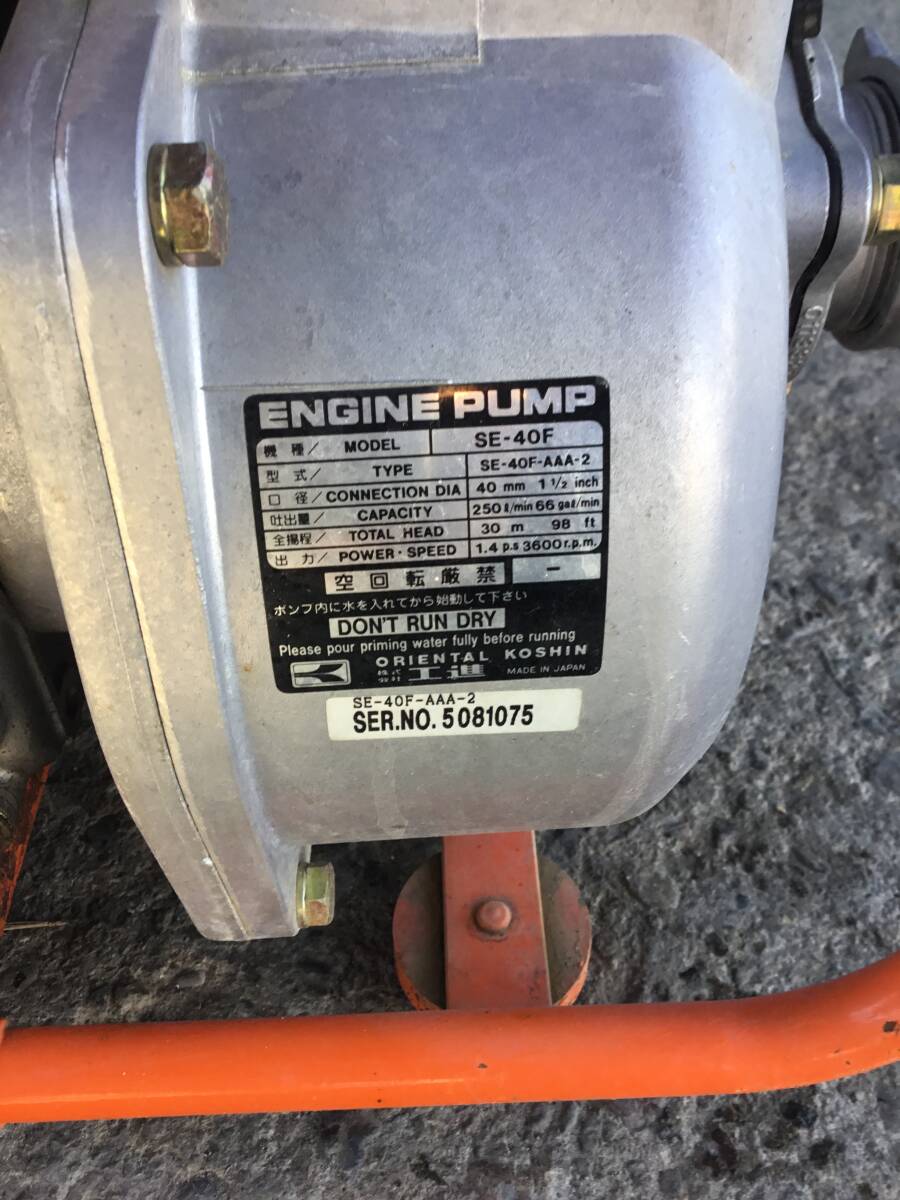 ENGINE PUMP
機種/ MODEL SE-40F
型式/ TYPE SE-40F-AAA-2
口径/CONNECTION DIA 40 mm 1 1/2 inch
吐出量/ CAPACITY 250 ℓ/min 66 gaℓ/min
全揚程/ TOTAL HEAD 30 m 98 ft
出力/ POWER・SPEED 1.4 p.s 3600 r.p.m.
空回転・厳禁 -
ポンプ内に水を入れてから始動して下さい
DON'T RUN DRY
Please pour priming water fully before running
ORIENTAL KOSHIN
株式会社 工進 MADE IN JAPAN
SE-40F-AAA-2
SER.NO. 5081075